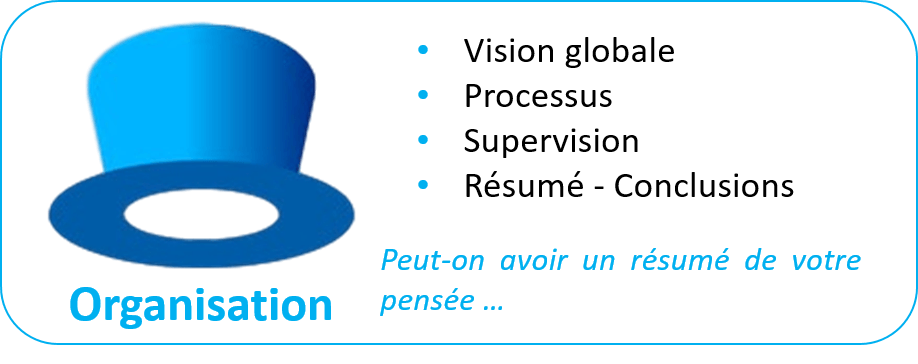 • Vision globale
• Processus
• Supervision
• Résumé - Conclusions
Peut-on avoir un résumé de votre
pensée ...
Organisation